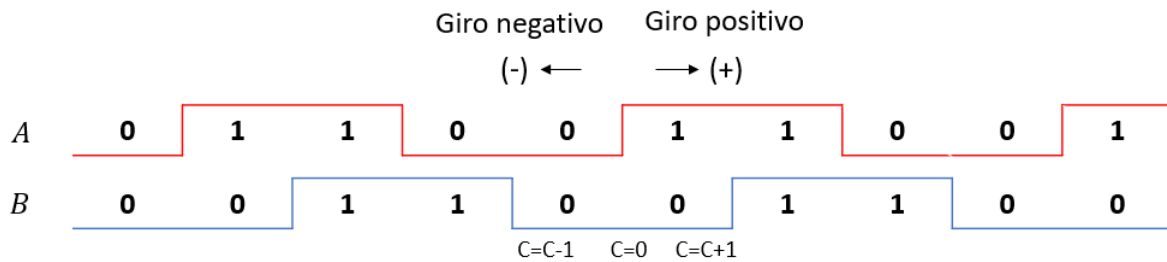 Giro negativo Giro positivo
(-) ← → (+)
A 0 1 1 0 0 1 1 0 0 1
B 0 0 1 1 0 0 1 1 0 0
C=C-1 C=0 C=C+1